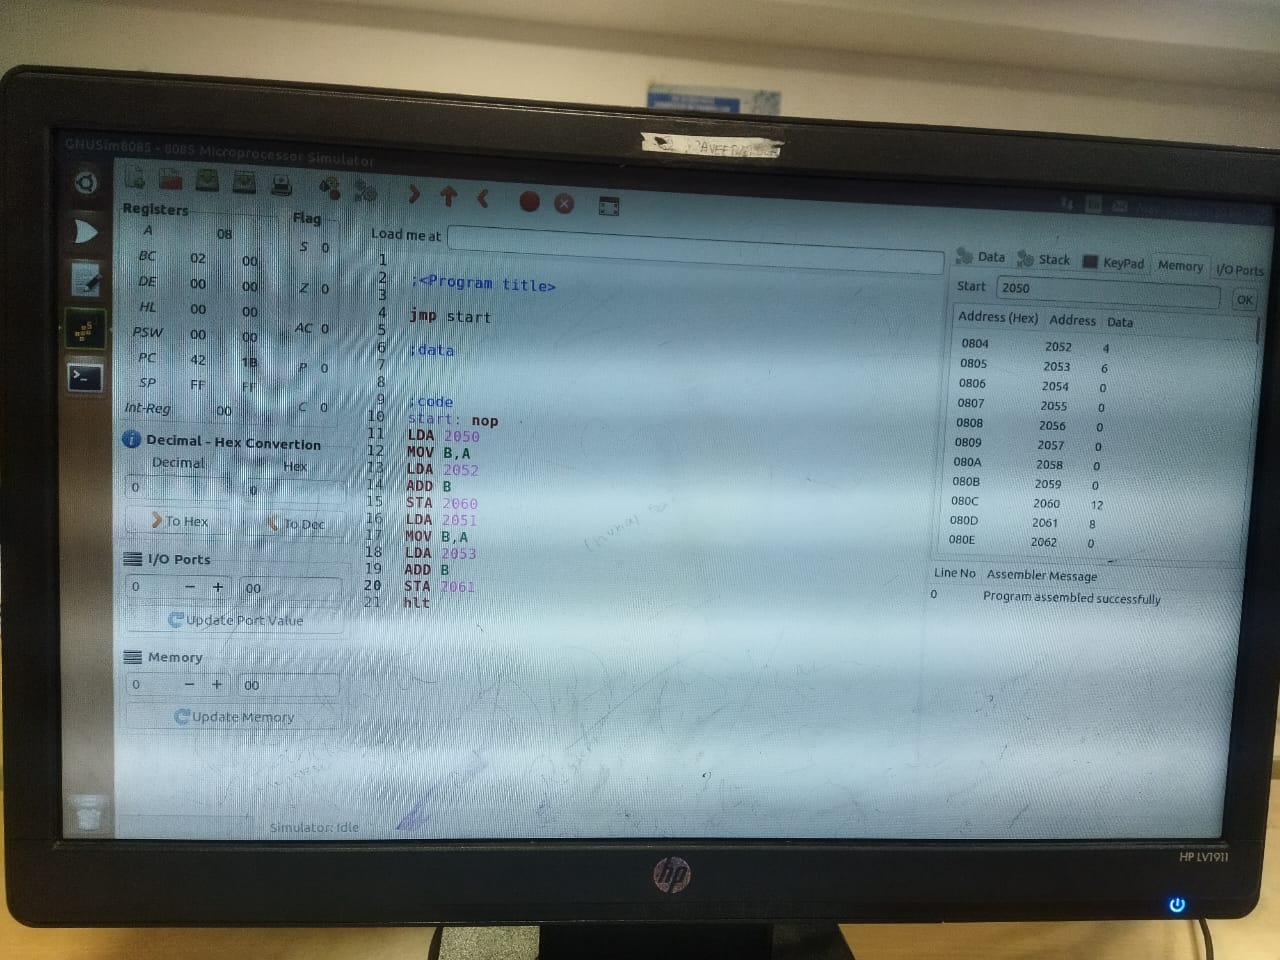 GNUSim8085 - 8085 Microprocessor Simulator
Registers
Flag
A 08
BC 02 00
DE 00 00
HL 00 00
PSW 00 00
PC 42 1B
SP FF FF
Int-Reg 00
S 0
Z 0
AC 0
P 0
C 0
Decimal - Hex Convertion
Decimal Hex
0 0
To Hex To Dec
I/O Ports
0 − + 00
Update Port Value
Memory
0 − + 00
Update Memory
Simulator: Idle
Load me at
1
2 ;<Program title>
3
4 jmp start
5
6 ;data
7
8
9 ;code
10 start: nop
11 LDA 2050
12 MOV B,A
13 LDA 2052
14 ADD B
15 STA 2060
16 LDA 2051
17 MOV B,A
18 LDA 2053
19 ADD B
20 STA 2061
21 hlt
Data Stack KeyPad Memory I/O Ports
Start 2050 OK
Address (Hex) Address Data
0804 2052 4
0805 2053 6
0806 2054 0
0807 2055 0
0808 2056 0
0809 2057 0
080A 2058 0
080B 2059 0
080C 2060 12
080D 2061 8
080E 2062 0
Line No Assembler Message
0 Program assembled successfully
hp
HP LV1911